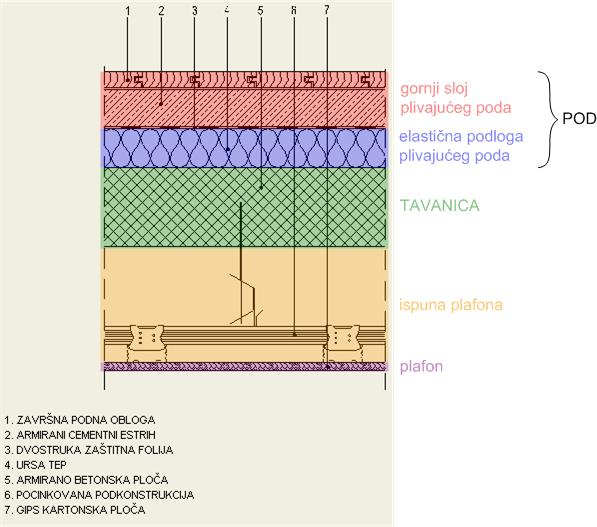 1 2 3 4 5 6 7
gornji sloj
plivajućeg poda
elastična podloga
plivajućeg poda
POD
TAVANICA
ispuna plafona
plafon
1. ZAVRŠNA PODNA OBLOGA
2. ARMIRANI CEMENTNI ESTRIH
3. DVOSTRUKA ZAŠTITNA FOLIJA
4. URSA TEP
5. ARMIRANO BETONSKA PLOČA
6. POCINKOVANA PODKONSTRUKCIJA
7. GIPS KARTONSKA PLOČA